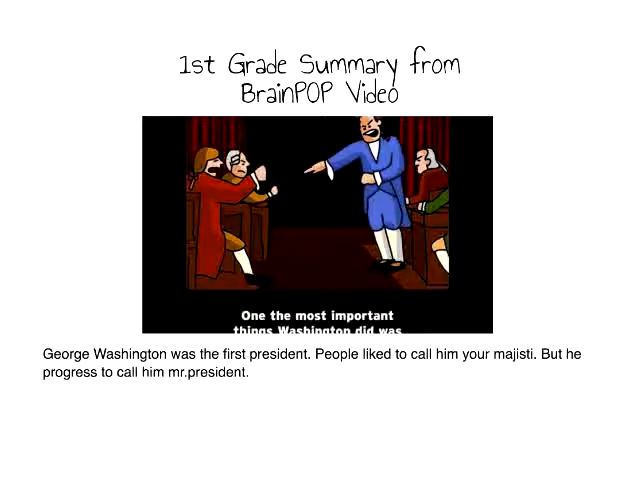 1st Grade Summary from
BrainPOP Video
One the most important
things Washington did was
George Washington was the first president. People liked to call him your majisti. But he
progress to call him mr.president.